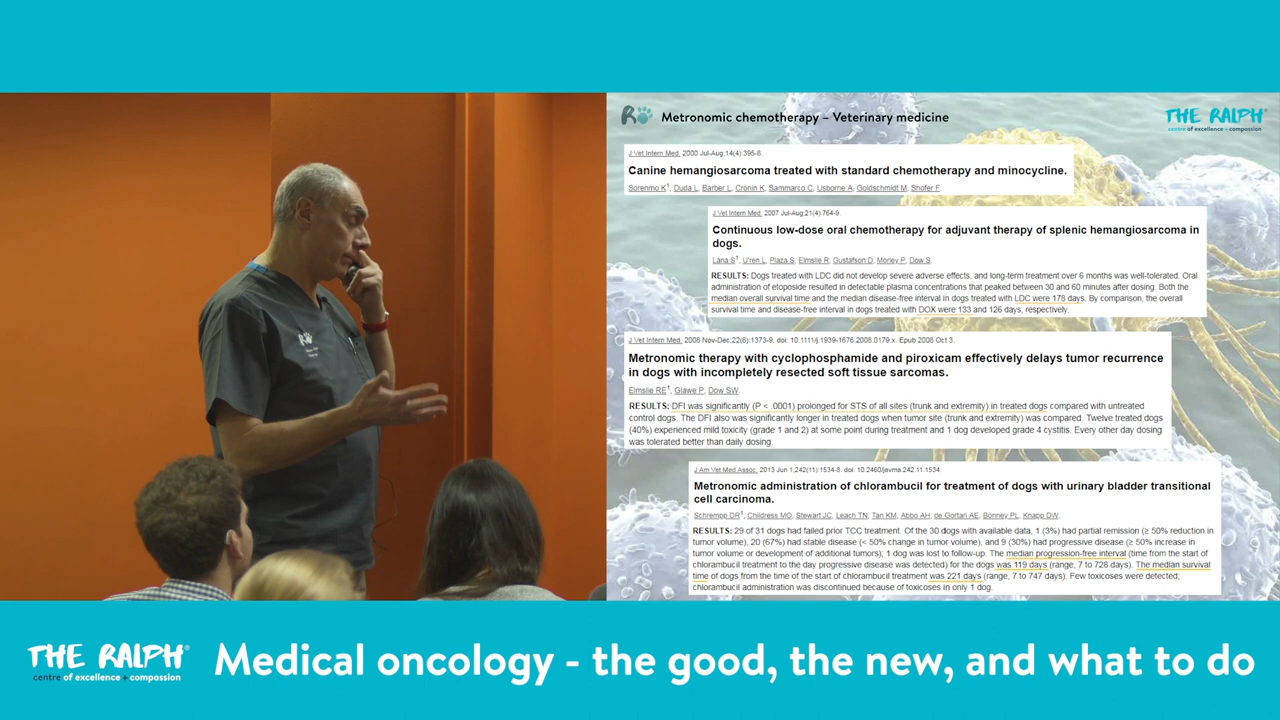 Metronomic chemotherapy – Veterinary medicine
THE RALPH
centre of excellence + compassion
J Vet Intern Med. 2000 Jul-Aug;14(4):395-8.
Canine hemangiosarcoma treated with standard chemotherapy and minocycline.
Sorenmo K1, Duda L, Barber L, Cronin K, Sammarco C, Usborne A, Goldschmidt M, Shofer F.
J Vet Intern Med. 2007 Jul-Aug;21(4):764-9.
Continuous low-dose oral chemotherapy for adjuvant therapy of splenic hemangiosarcoma in
dogs.
Lana S1, U'ren L, Plaza S, Elmslie R, Gustafson D, Morley P, Dow S.
RESULTS: Dogs treated with LDC did not develop severe adverse effects, and long-term treatment over 6 months was well-tolerated. Oral
administration of etoposide resulted in detectable plasma concentrations that peaked between 30 and 60 minutes after dosing. Both the
median overall survival time and the median disease-free interval in dogs treated with LDC were 178 days. By comparison, the overall
survival time and disease-free interval in dogs treated with DOX were 133 and 126 days, respectively.
J Vet Intern Med. 2008 Nov-Dec;22(6):1373-9. doi: 10.1111/j.1939-1676.2008.0179.x. Epub 2008 Oct 3.
Metronomic therapy with cyclophosphamide and piroxicam effectively delays tumor recurrence
in dogs with incompletely resected soft tissue sarcomas.
Elmslie RE1, Glawe P, Dow SW.
RESULTS: DFI was significantly (P < .0001) prolonged for STS of all sites (trunk and extremity) in treated dogs compared with untreated
control dogs. The DFI also was significantly longer in treated dogs when tumor site (trunk and extremity) was compared. Twelve treated dogs
(40%) experienced mild toxicity (grade 1 and 2) at some point during treatment and 1 dog developed grade 4 cystitis. Every other day dosing
was tolerated better than daily dosing.
J Am Vet Med Assoc. 2013 Jun 1;242(11):1534-8. doi: 10.2460/javma.242.11.1534.
Metronomic administration of chlorambucil for treatment of dogs with urinary bladder transitional
cell carcinoma.
Schrempp DR1, Childress MO, Stewart JC, Leach TN, Tan KM, Abbo AH, de Gortari AE, Bonney PL, Knapp DW.
RESULTS: 29 of 31 dogs had failed prior TCC treatment. Of the 30 dogs with available data, 1 (3%) had partial remission (≥ 50% reduction in
tumor volume), 20 (67%) had stable disease (< 50% change in tumor volume), and 9 (30%) had progressive disease (≥ 50% increase in
tumor volume or development of additional tumors); 1 dog was lost to follow-up. The median progression-free interval (time from the start of
chlorambucil treatment to the day progressive disease was detected) for the dogs was 119 days (range, 7 to 728 days). The median survival
time of dogs from the time of the start of chlorambucil treatment was 221 days (range, 7 to 747 days). Few toxicoses were detected;
chlorambucil administration was discontinued because of toxicoses in only 1 dog.
THE RALPH
centre of excellence + compassion
Medical oncology - the good, the new, and what to do